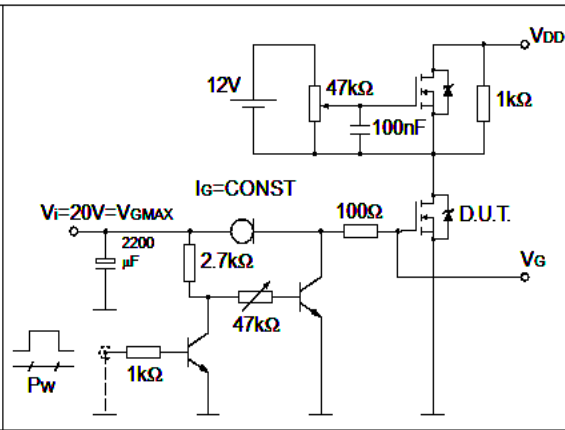 VDD
12V
47kΩ
1kΩ
100nF
IG=CONST
Vi=20V=VGMAX
100Ω
D.U.T.
2200
μF
2.7kΩ
VG
47kΩ
1kΩ
Pw